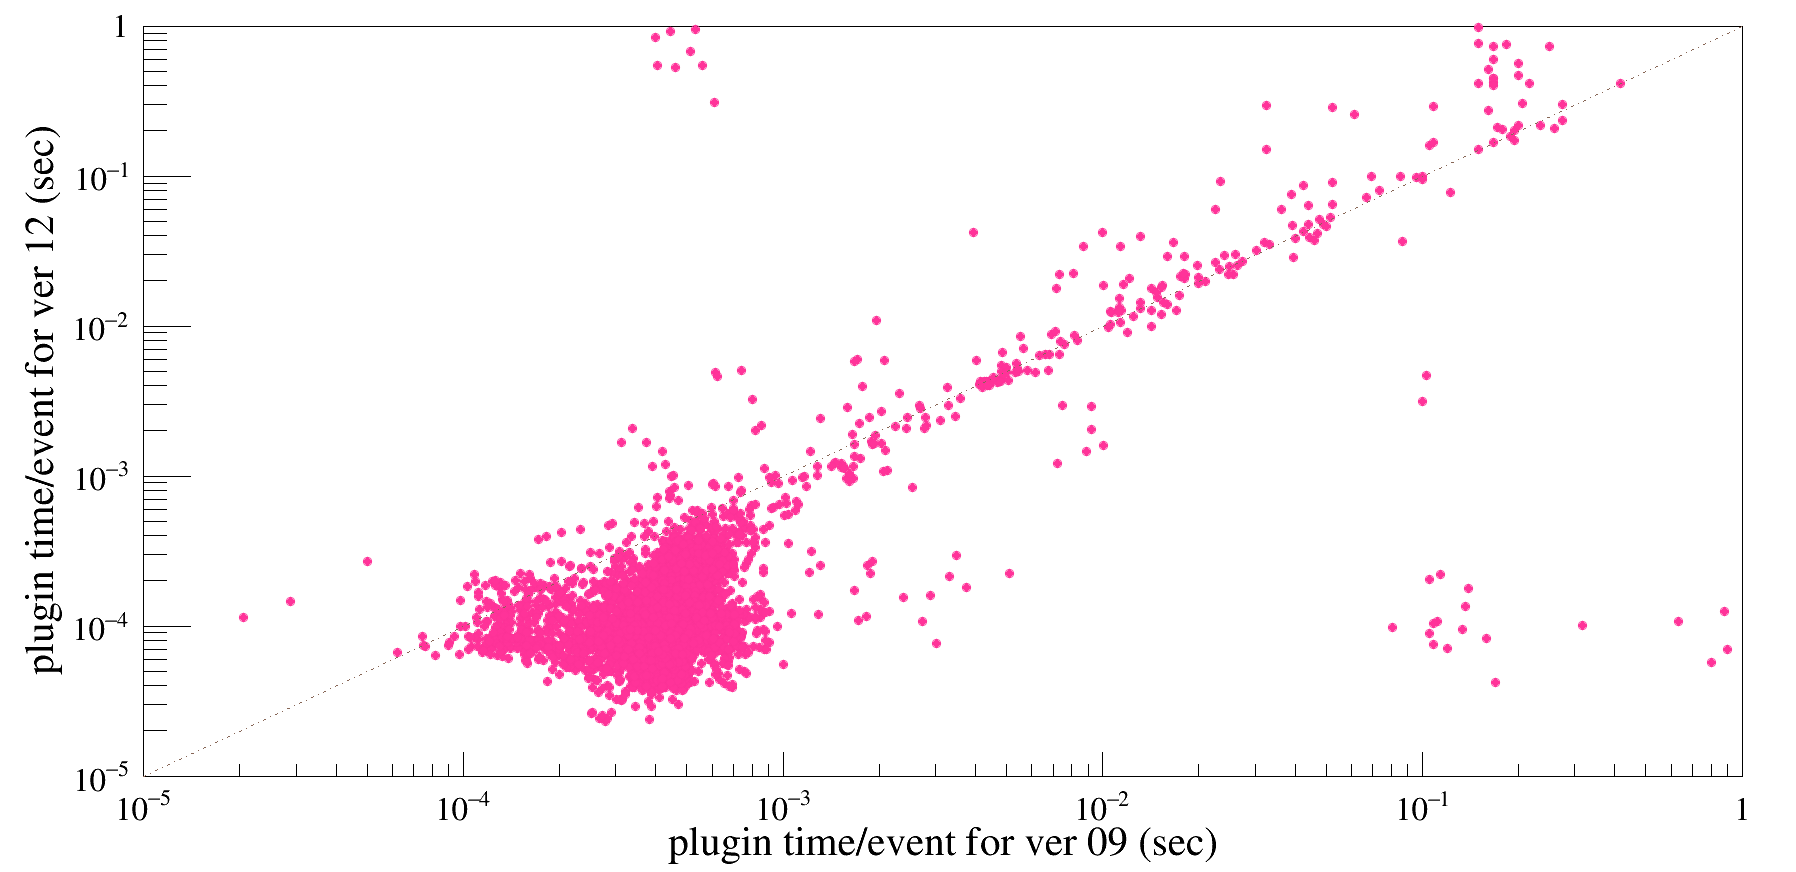 1
10⁻¹
10⁻²
10⁻³
10⁻⁴
10⁻⁵
plugin time/event for ver 12 (sec)
10⁻⁵ 10⁻⁴ 10⁻³ 10⁻² 10⁻¹ 1
plugin time/event for ver 09 (sec)